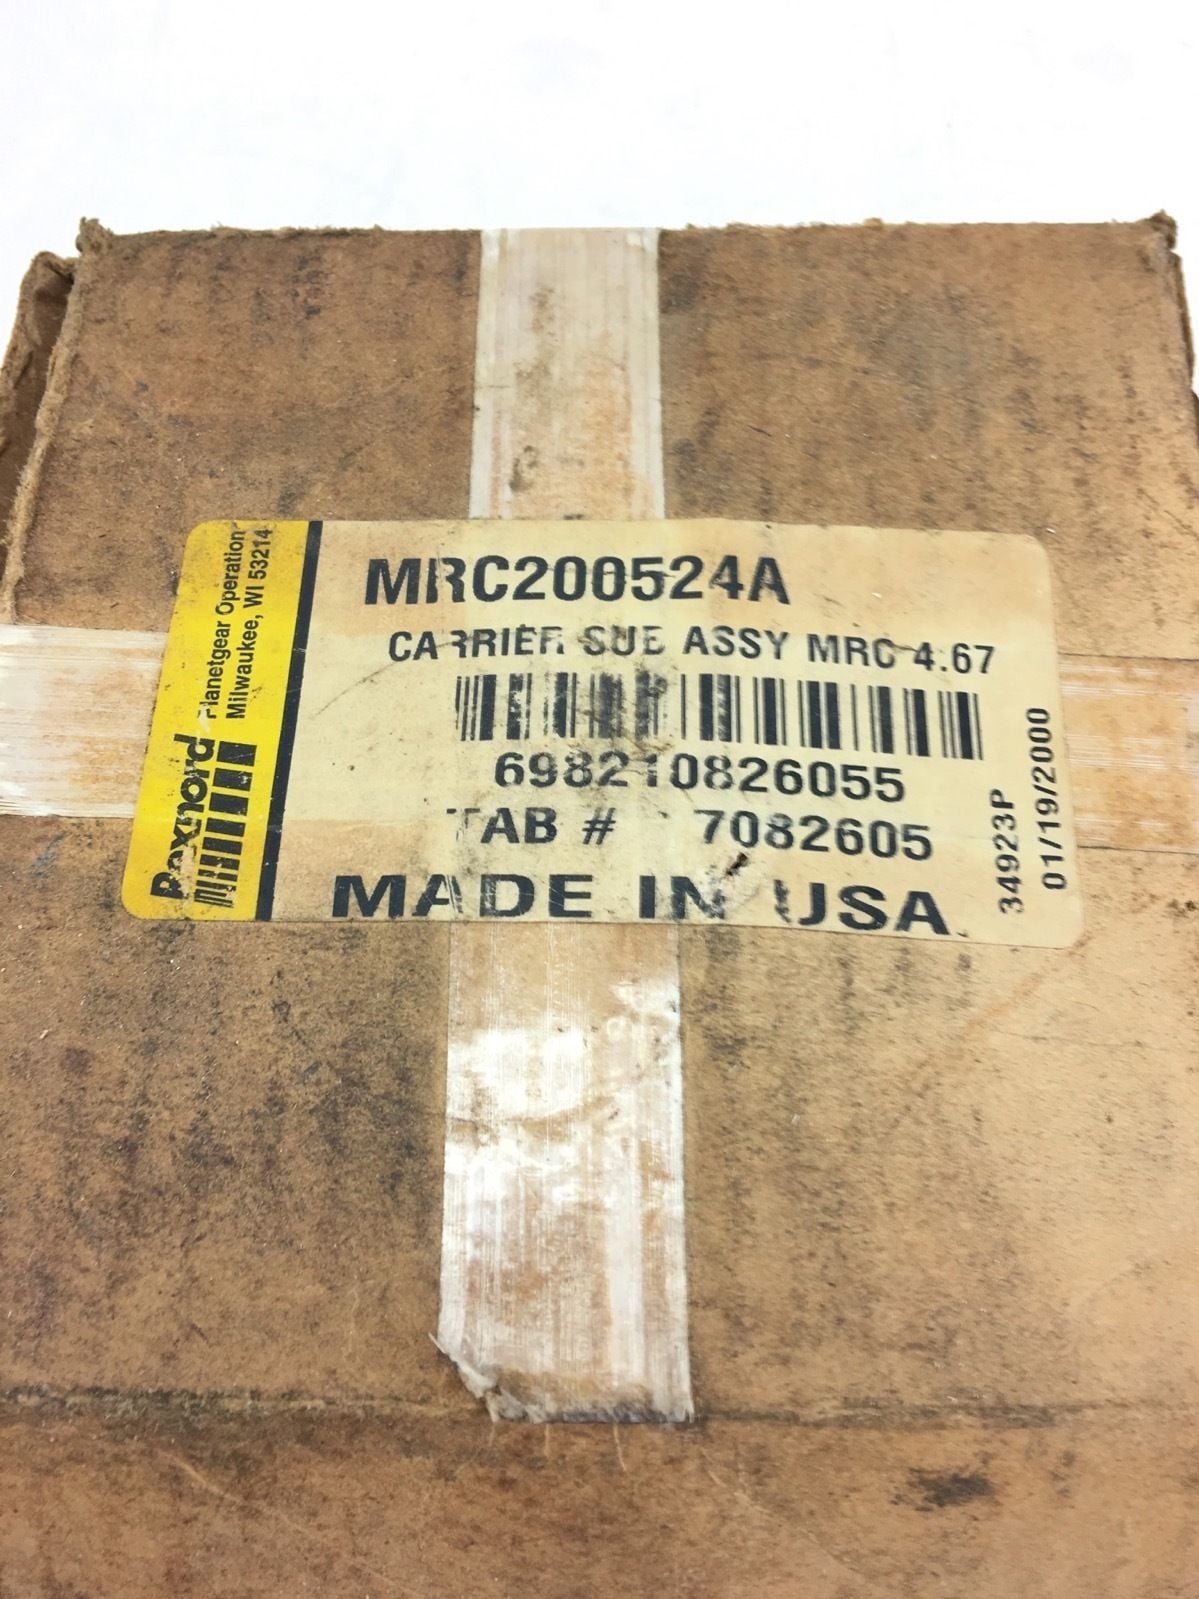 MRC200524A
CARRIER SUB ASSY MRC 4.67
698210826055
TAB # 7082605
MADE IN USA
34923P
01/19/2000
Rexnord
Planetgear Operation
Milwaukee, WI 53214